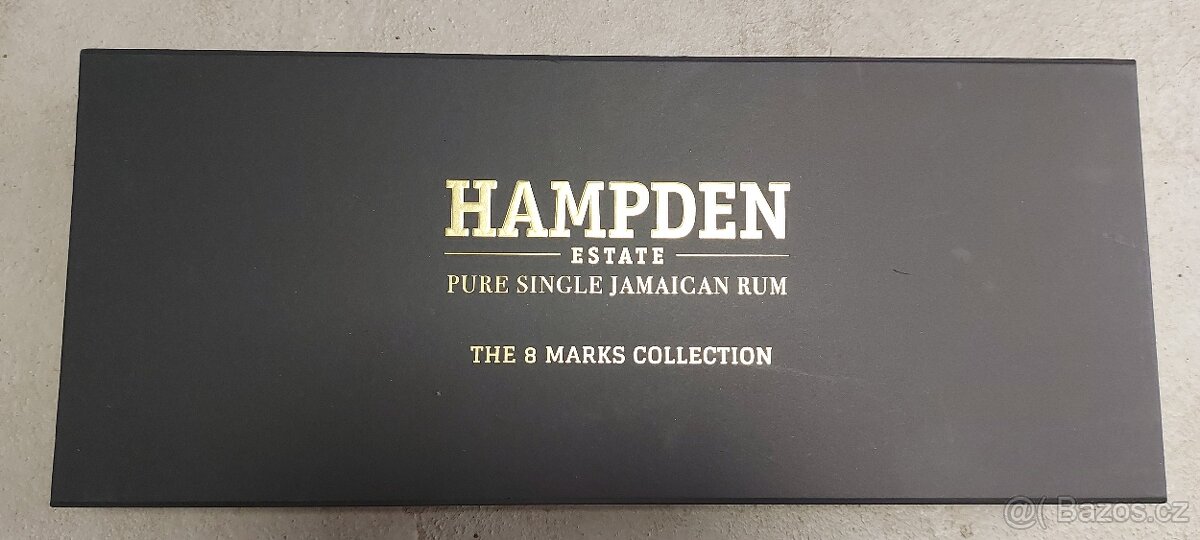 HAMPDEN
ESTATE
PURE SINGLE JAMAICAN RUM
THE 8 MARKS COLLECTION
@( Bazos.cz